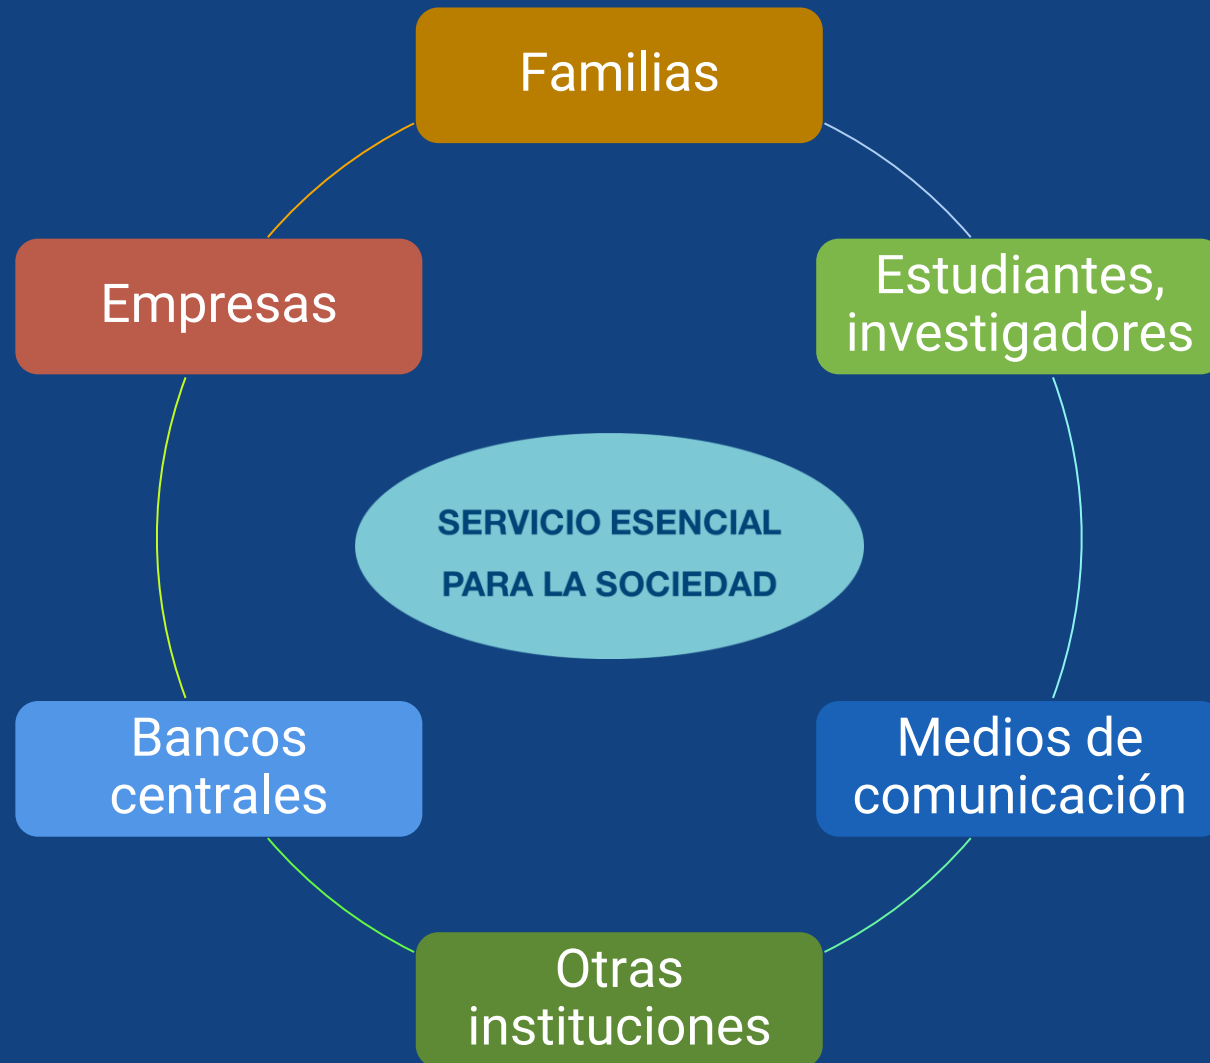 Familias
Empresas
Estudiantes,
investigadores
SERVICIO ESENCIAL
PARA LA SOCIEDAD
Bancos
centrales
Medios de
comunicación
Otras
instituciones